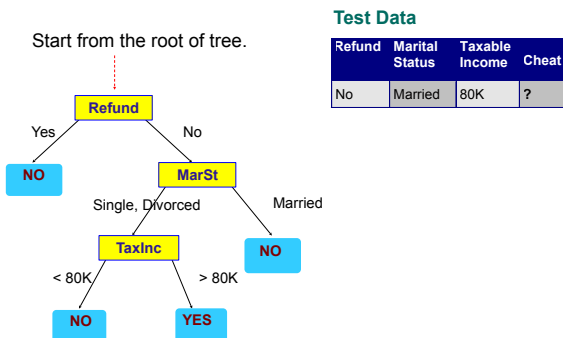 Test Data
Start from the root of tree.
Refund Marital Status Taxable Income Cheat
No Married 80K ?
Refund
Yes No
NO MarSt
Single, Divorced Married
TaxInc NO
< 80K > 80K
NO YES